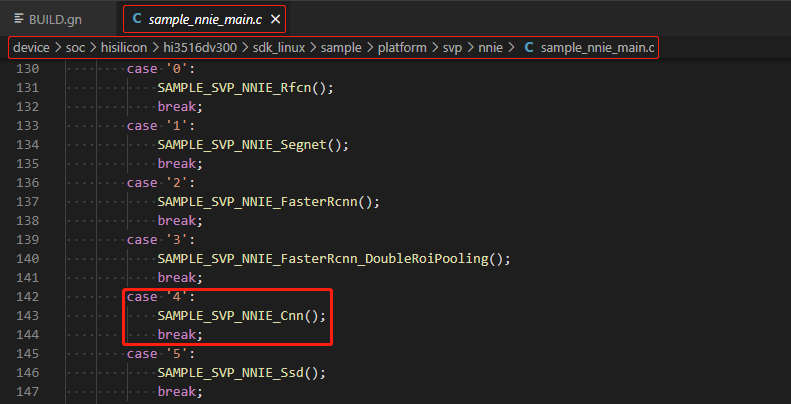 BUILD.gn
C sample_nnie_main.c ×
device > soc > hisilicon > hi3516dv300 > sdk_linux > sample > platform > svp > nnie > C sample_nnie_main.c
130 case '0':
131 SAMPLE_SVP_NNIE_Rfcn();
132 break;
133 case '1':
134 SAMPLE_SVP_NNIE_Segnet();
135 break;
136 case '2':
137 SAMPLE_SVP_NNIE_FasterRcnn();
138 break;
139 case '3':
140 SAMPLE_SVP_NNIE_FasterRcnn_DoubleRoiPooling();
141 break;
142 case '4':
143 SAMPLE_SVP_NNIE_Cnn();
144 break;
145 case '5':
146 SAMPLE_SVP_NNIE_Ssd();
147 break;